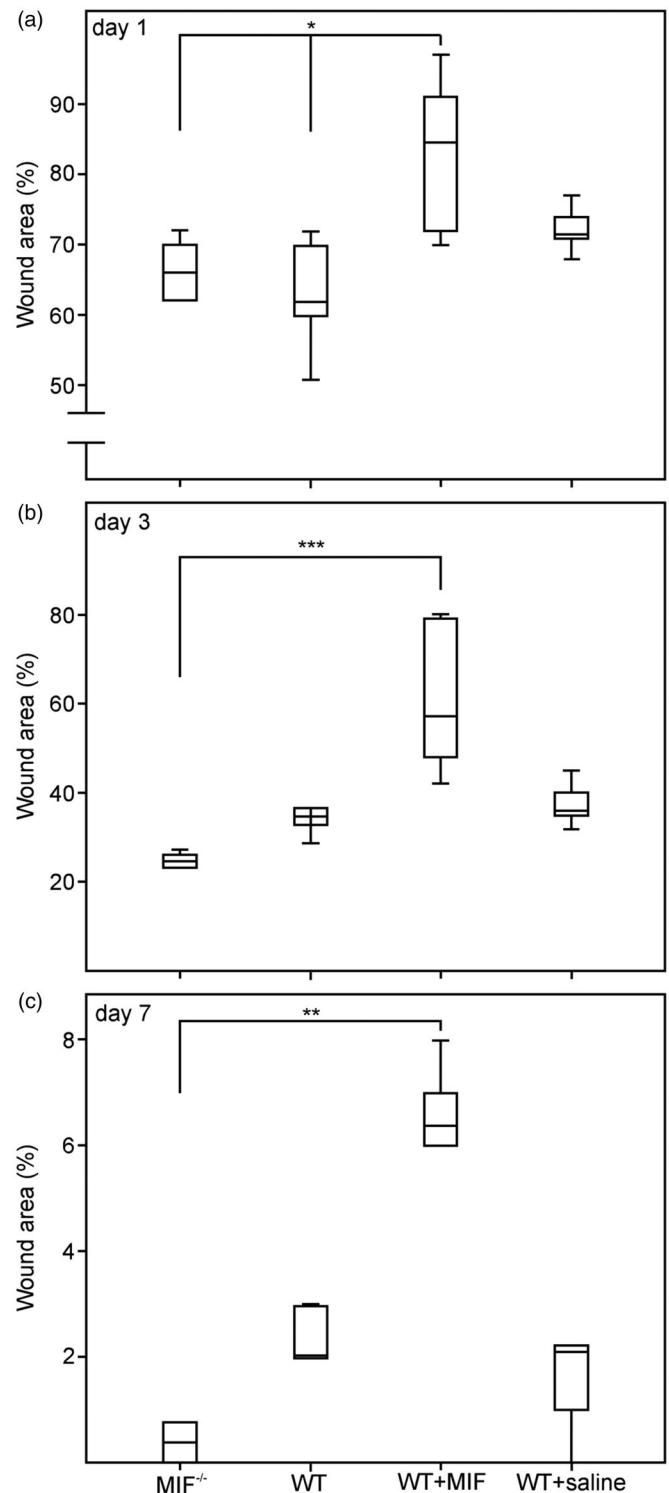 (a)
day 1
*
Wound area (%)
90
80
70
60
50
(b)
day 3
***
Wound area (%)
80
60
40
20
(c)
day 7
**
Wound area (%)
8
6
4
2
MIF-/- WT WT+MIF WT+saline